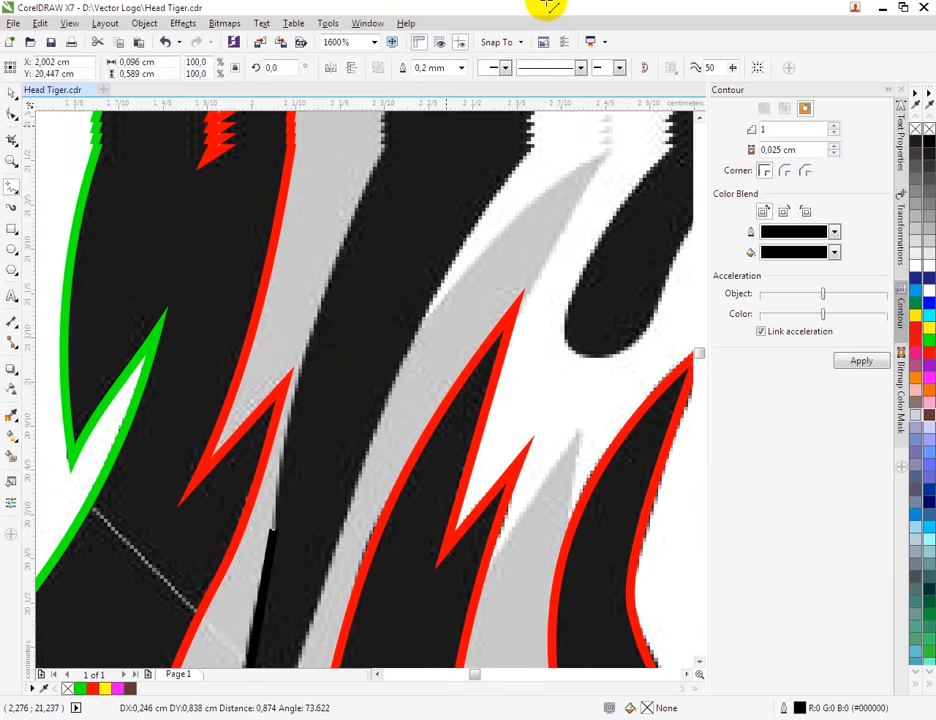 CorelDRAW X7 - D:\Vector Logo\Head Tiger.cdr
File Edit View Layout Object Effects Bitmaps Text Table Tools Window Help
1600% Snap To
X: 2,002 cm 0,096 cm 100,0 % 0,0 ° 0,2 mm 50
Y: 20,447 cm 0,589 cm 100,0 %
Head Tiger.cdr
centimeters
Contour
1
0,025 cm
Corner:
Color Blend
Acceleration
Object:
Color:
Link acceleration
Apply
Text Properties
Transformations
Contour
Bitmap Color Mask
centimeters
1 of 1 Page 1
( 2,276 ; 21,237 ) DX:0,246 cm DY:0,838 cm Distance: 0,874 Angle: 73.622 None R:0 G:0 B:0 (#000000)